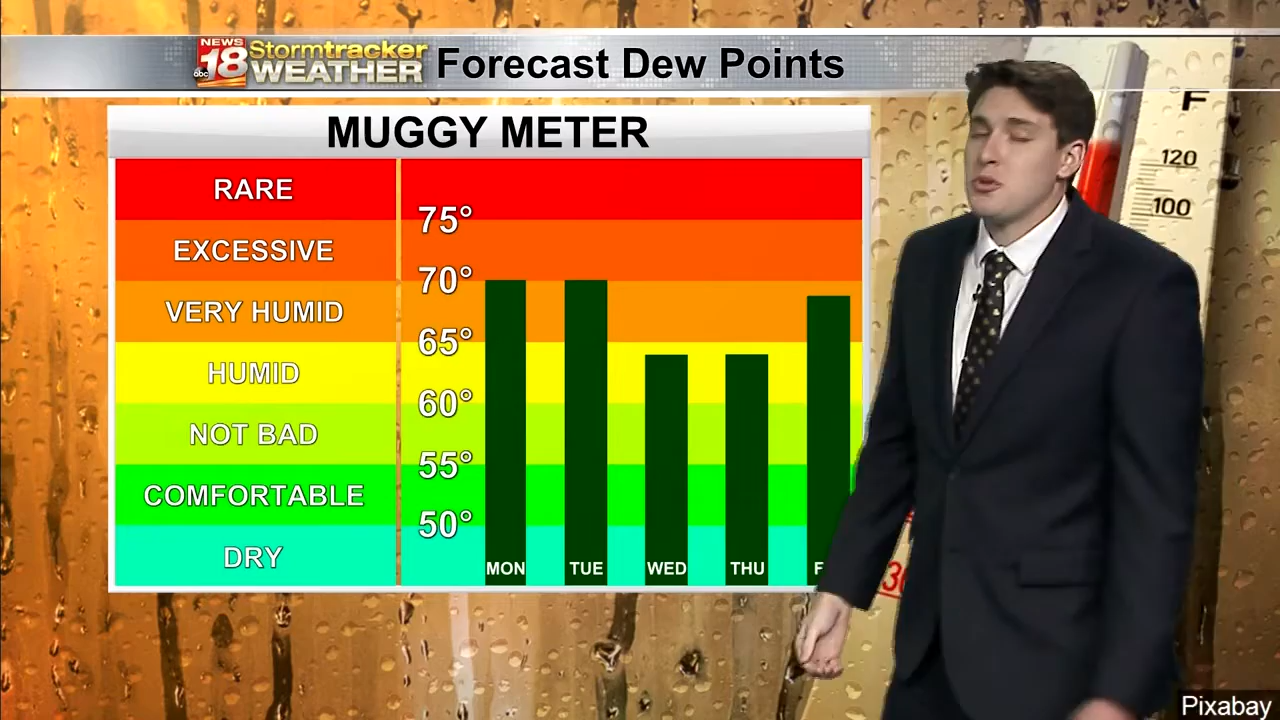 NEWS
abc 18
Stormtracker
WEATHER
Forecast Dew Points
MUGGY METER
RARE
75°
EXCESSIVE
70°
VERY HUMID
65°
HUMID
60°
NOT BAD
55°
COMFORTABLE
50°
DRY
MON TUE WED THU F
°F
120
100
30
Pixabay